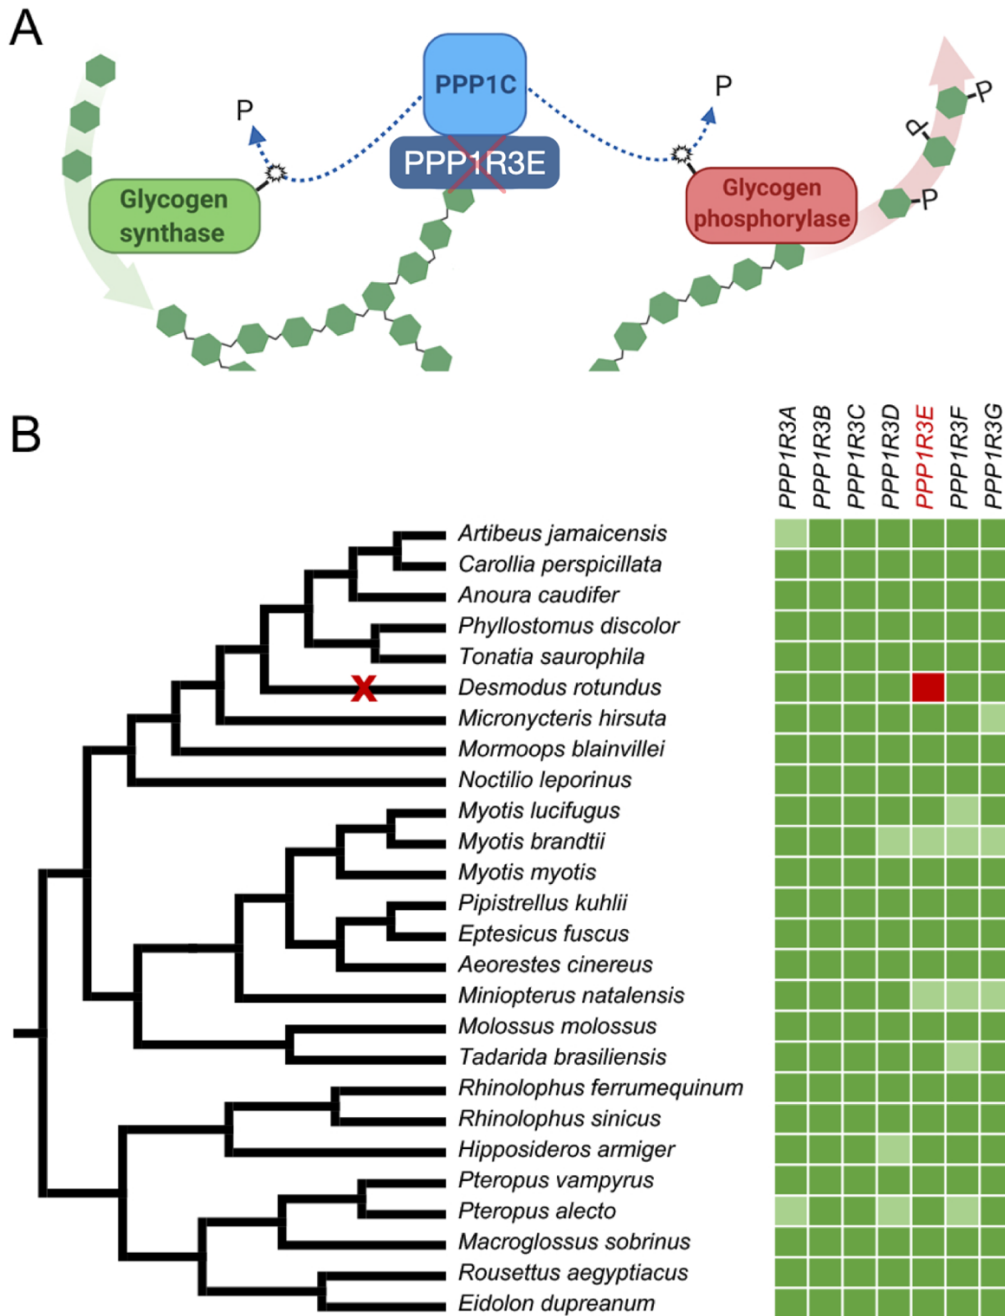 A
PPP1C
P
P
P
P
P
PPP1R3E
Glycogen
synthase
Glycogen
phosphorylase
B
PPP1R3A
PPP1R3B
PPP1R3C
PPP1R3D
PPP1R3E
PPP1R3F
PPP1R3G
Artibeus jamaicensis
Carollia perspicillata
Anoura caudifer
Phyllostomus discolor
Tonatia saurophila
X
Desmodus rotundus
Micronycteris hirsuta
Mormoops blainvillei
Noctilio leporinus
Myotis lucifugus
Myotis brandtii
Myotis myotis
Pipistrellus kuhlii
Eptesicus fuscus
Aeorestes cinereus
Miniopterus natalensis
Molossus molossus
Tadarida brasiliensis
Rhinolophus ferrumequinum
Rhinolophus sinicus
Hipposideros armiger
Pteropus vampyrus
Pteropus alecto
Macroglossus sobrinus
Rousettus aegyptiacus
Eidolon dupreanum